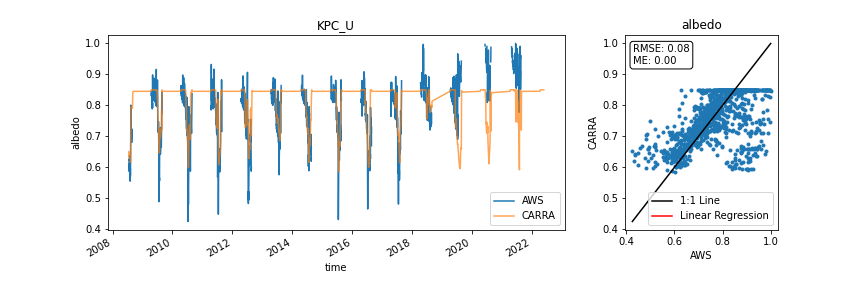 KPC_U
albedo
1.0
0.9
0.8
0.7
0.6
0.5
0.4
albedo
2008
2010
2012
2014
2016
2018
2020
2022
time
AWS
CARRA
albedo
RMSE: 0.08
ME: 0.00
1.0
0.9
0.8
0.7
0.6
0.5
0.4
CARRA
1:1 Line
Linear Regression
0.4
0.6
0.8
1.0
AWS